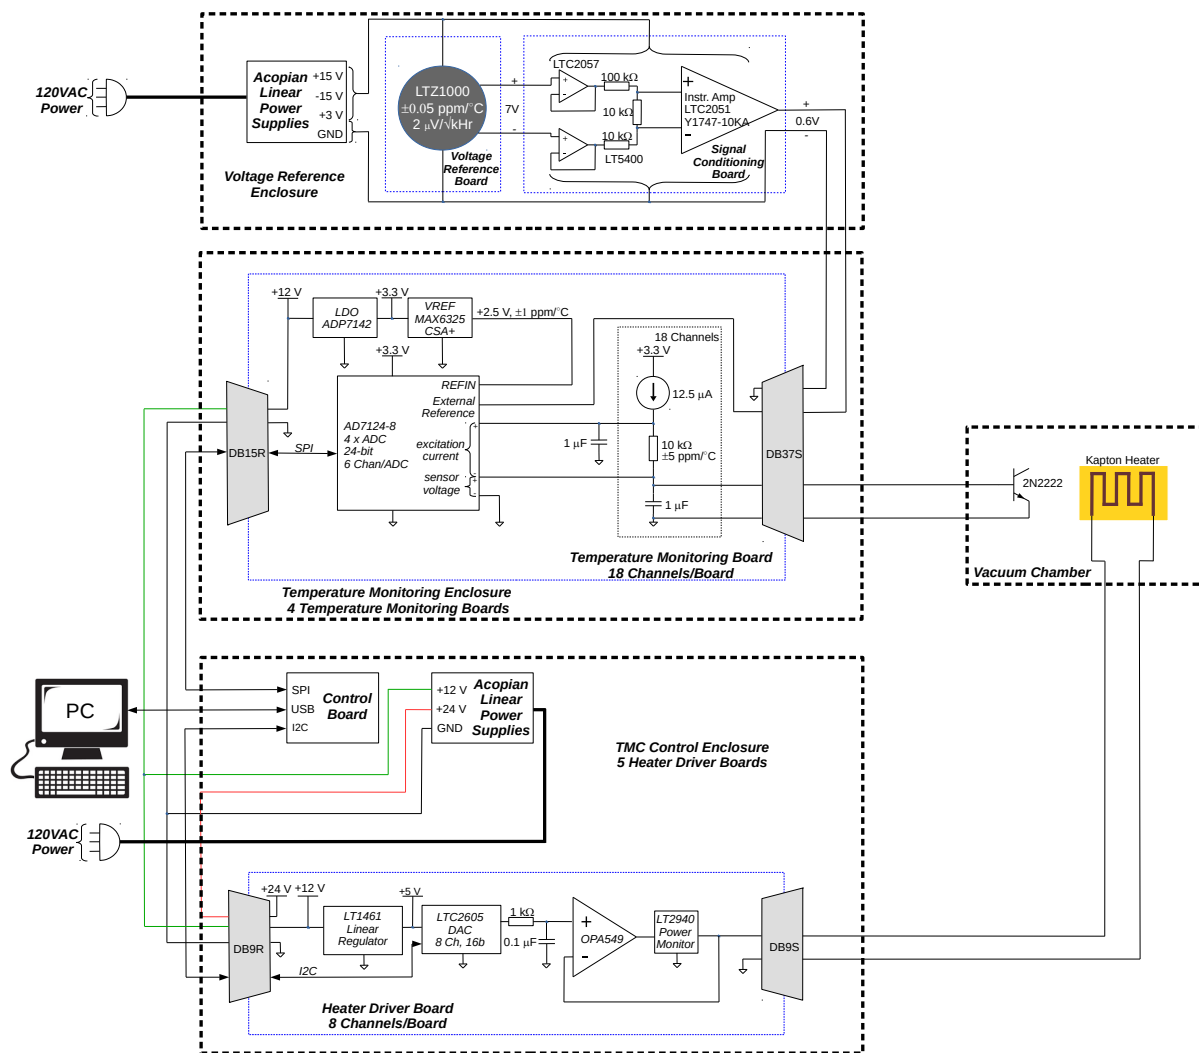 120VAC
Power
Acopian
Linear
Power
Supplies
+15 V
-15 V
+3 V
GND
Voltage Reference
Enclosure
LTZ1000
±0.05 ppm/°C
2 μV/√kHr
Voltage
Reference
Board
+
7V
-
LTC2057
+
-
+
-
100 kΩ
10 kΩ
10 kΩ
LT5400
+
Instr. Amp
LTC2051
Y1747-10KA
-
Signal
Conditioning
Board
+
0.6V
-
+12 V
LDO
ADP7142
+3.3 V
VREF
MAX6325
CSA+
+2.5 V, ±1 ppm/°C
+3.3 V
REFIN
External
Reference
AD7124-8
4 x ADC
24-bit
6 Chan/ADC
+
excitation
current
-
+
sensor
voltage
-
DB15R
SPI
18 Channels
+3.3 V
12.5 μA
1 μF
10 kΩ
±5 ppm/°C
1 μF
DB37S
Temperature Monitoring Board
18 Channels/Board
Temperature Monitoring Enclosure
4 Temperature Monitoring Boards
2N2222
Kapton Heater
Vacuum Chamber
PC
SPI
USB
I2C
Control
Board
+12 V
+24 V
GND
Acopian
Linear
Power
Supplies
TMC Control Enclosure
5 Heater Driver Boards
120VAC
Power
DB9R
+24 V
+12 V
LT1461
Linear
Regulator
+5 V
LTC2605
DAC
8 Ch, 16b
I2C
1 kΩ
0.1 μF
+
-
OPA549
LT2940
Power
Monitor
DB9S
Heater Driver Board
8 Channels/Board